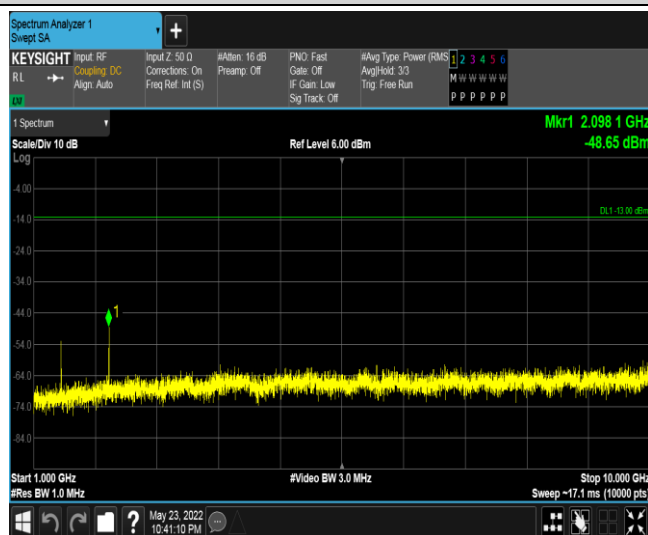 Spectrum Analyzer 1
Swept SA
KEYSIGHT
RL
LXI
Input: RF
Coupling: DC
Align: Auto
Input Z: 50 Ω
Corrections: On
Freq Ref: Int (S)
#Atten: 16 dB
Preamp: Off
PNO: Fast
Gate: Off
IF Gain: Low
Sig Track: Off
#Avg Type: Power (RMS
Avg|Hold: 3/3
Trig: Free Run
1 2 3 4 5 6
M W W W W W
P P P P P P
1 Spectrum
Mkr1 2.098 1 GHz
Scale/Div 10 dB
Ref Level 6.00 dBm
-48.65 dBm
Log
-4.00
DL1 -13.00 dBm
-14.0
-24.0
-34.0
-44.0
1
-54.0
-64.0
-74.0
-84.0
Start 1.000 GHz
#Video BW 3.0 MHz
Stop 10.000 GHz
#Res BW 1.0 MHz
Sweep ~17.1 ms (10000 pts)
?
May 23, 2022
10:41:10 PM